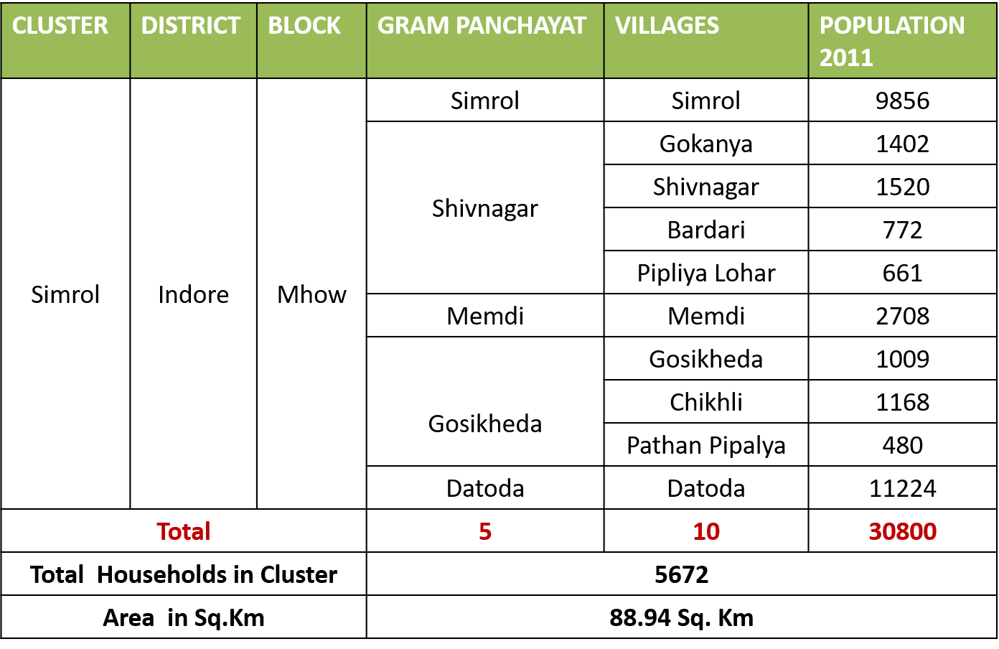 CLUSTER DISTRICT BLOCK GRAM PANCHAYAT VILLAGES POPULATION
2011
Simrol Simrol 9856
Gokanya 1402
Shivnagar 1520
Shivnagar
Bardari 772
Pipliya Lohar 661
Simrol Indore Mhow
Memdi Memdi 2708
Gosikheda 1009
Chikhli 1168
Gosikheda
Pathan Pipalya 480
Datoda Datoda 11224
Total 5 10 30800
Total Households in Cluster 5672
Area in Sq.Km 88.94 Sq. Km